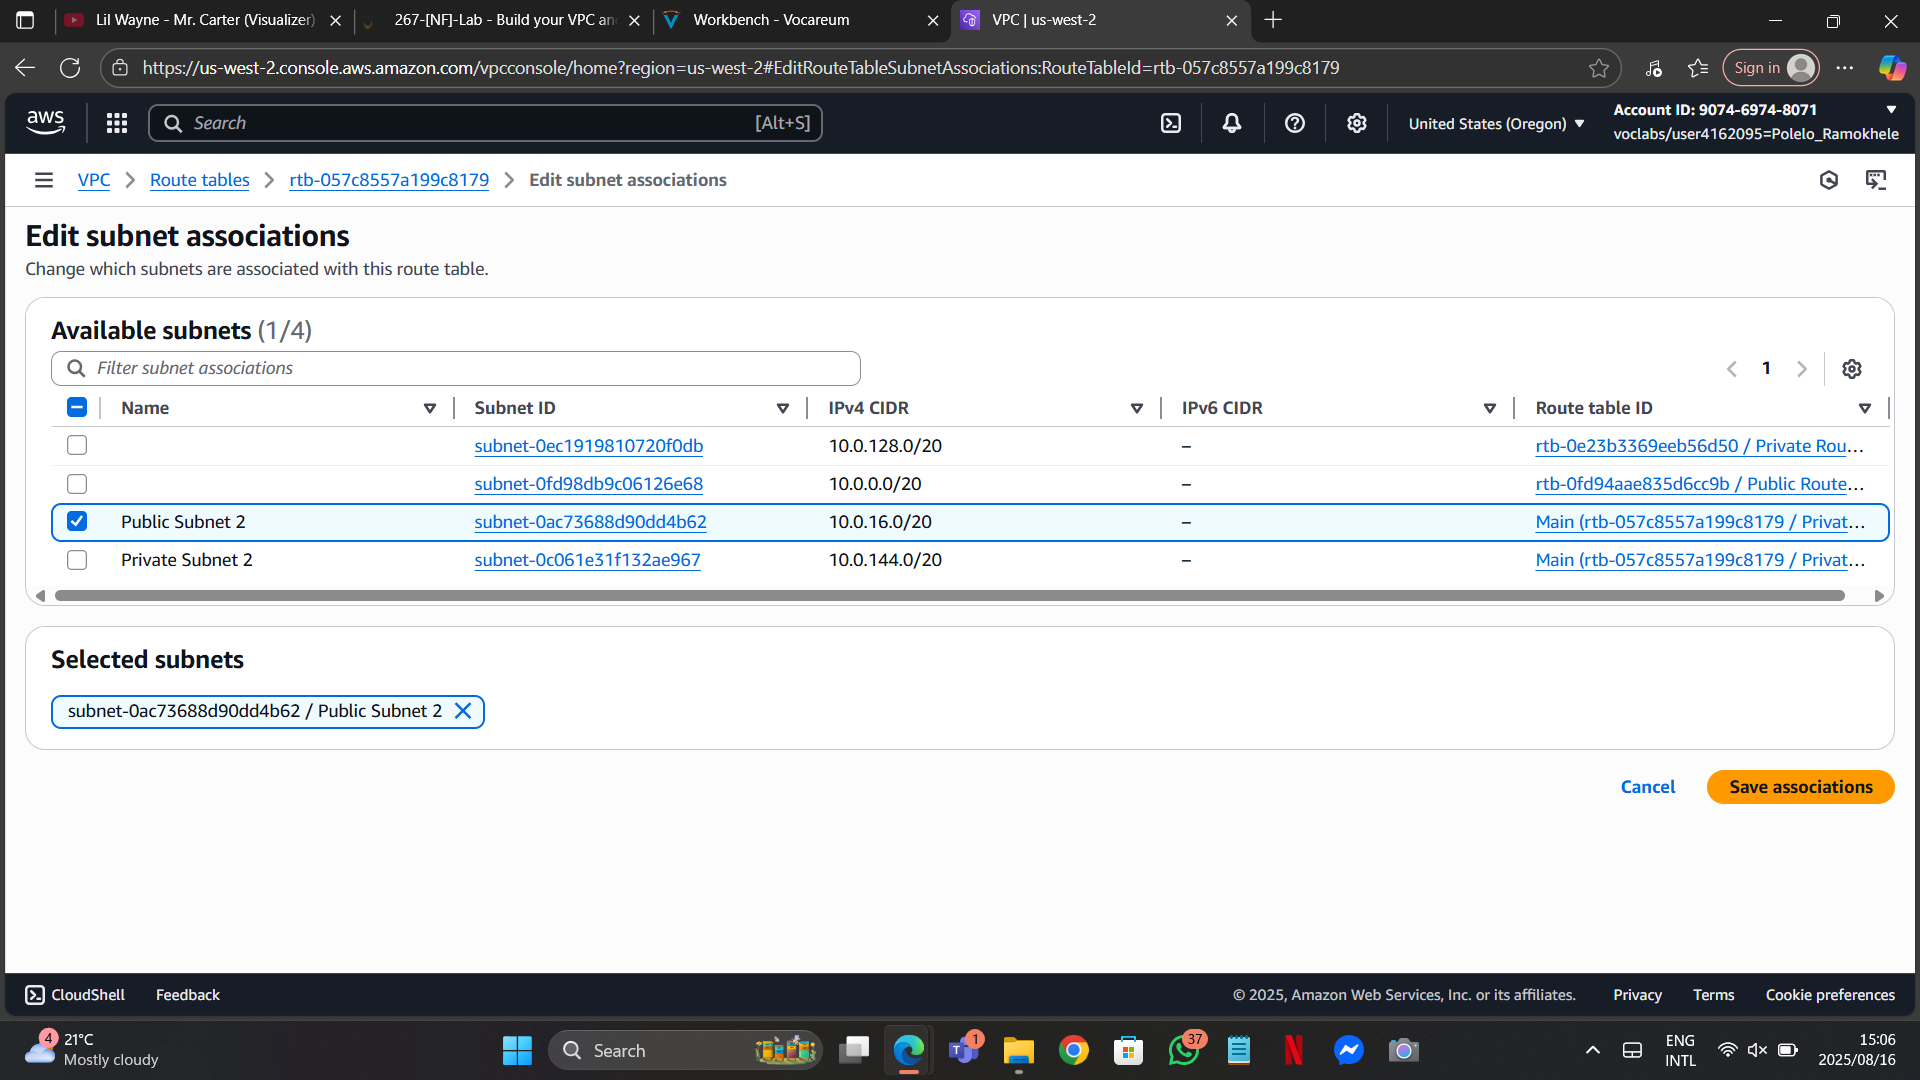 Lil Wayne - Mr. Carter (Visualizer)
267-[NF]-Lab - Build your VPC an
Workbench - Vocareum
VPC | us-west-2
https://us-west-2.console.aws.amazon.com/vpcconsole/home?region=us-west-2#EditRouteTableSubnetAssociations:RouteTableId=rtb-057c8557a199c8179
Sign in
aws
Search [Alt+S]
United States (Oregon)
Account ID: 9074-6974-8071
voclabs/user4162095=Polelo_Ramokhele
VPC > Route tables > rtb-057c8557a199c8179 > Edit subnet associations
Edit subnet associations
Change which subnets are associated with this route table.
Available subnets (1/4)
Filter subnet associations
1
Name Subnet ID IPv4 CIDR IPv6 CIDR Route table ID
subnet-0ec1919810720f0db 10.0.128.0/20 – rtb-0e23b3369eeb56d50 / Private Rou...
subnet-0fd98db9c06126e68 10.0.0.0/20 – rtb-0fd94aae835d6cc9b / Public Route...
Public Subnet 2 subnet-0ac73688d90dd4b62 10.0.16.0/20 – Main (rtb-057c8557a199c8179 / Privat...
Private Subnet 2 subnet-0c061e31f132ae967 10.0.144.0/20 – Main (rtb-057c8557a199c8179 / Privat...
Selected subnets
subnet-0ac73688d90dd4b62 / Public Subnet 2
Cancel
Save associations
CloudShell
Feedback
© 2025, Amazon Web Services, Inc. or its affiliates.
Privacy
Terms
Cookie preferences
4
21°C
Mostly cloudy
Search
1
37
ENG
INTL
15:06
2025/08/16